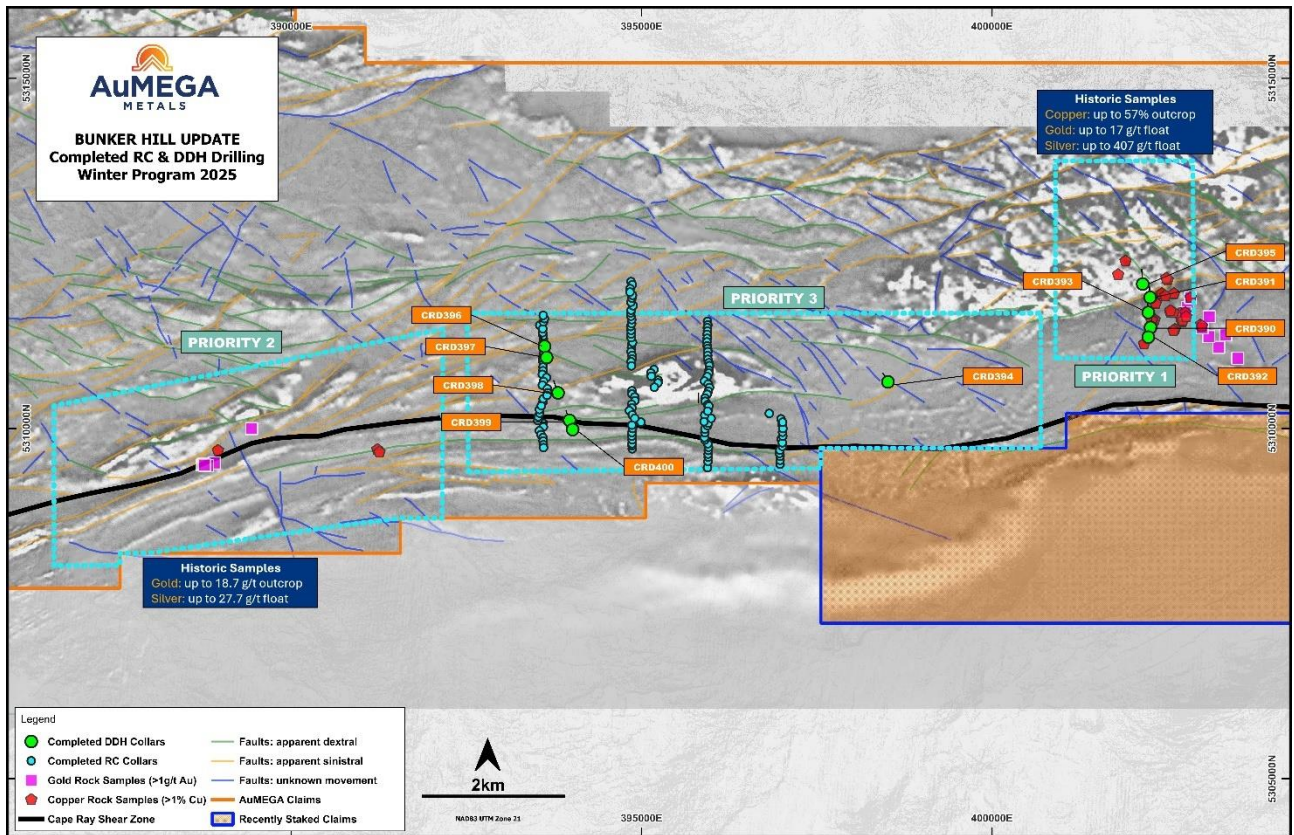 390000E
395000E
400000E
5315000N
5315000N
AuMEGA
METALS
BUNKER HILL UPDATE
Completed RC & DDH Drilling
Winter Program 2025
Historic Samples
Copper: up to 57% outcrop
Gold: up to 17 g/t float
Silver: up to 407 g/t float
CRD395
CRD393
CRD391
PRIORITY 3
CRD396
CRD390
PRIORITY 2
CRD397
CRD392
PRIORITY 1
CRD394
CRD398
CRD399
5310000N
5310000N
CRD400
Historic Samples
Gold: up to 18.7 g/t outcrop
Silver: up to 27.7 g/t float
Legend
Completed DDH Collars
Completed RC Collars
Gold Rock Samples (>1g/t Au)
Copper Rock Samples (>1% Cu)
Cape Ray Shear Zone
Faults: apparent dextral
Faults: apparent sinistral
Faults: unknown movement
AuMEGA Claims
Recently Staked Claims
2km
NAD83 UTM Zone 21
5305000N
395000E
400000E